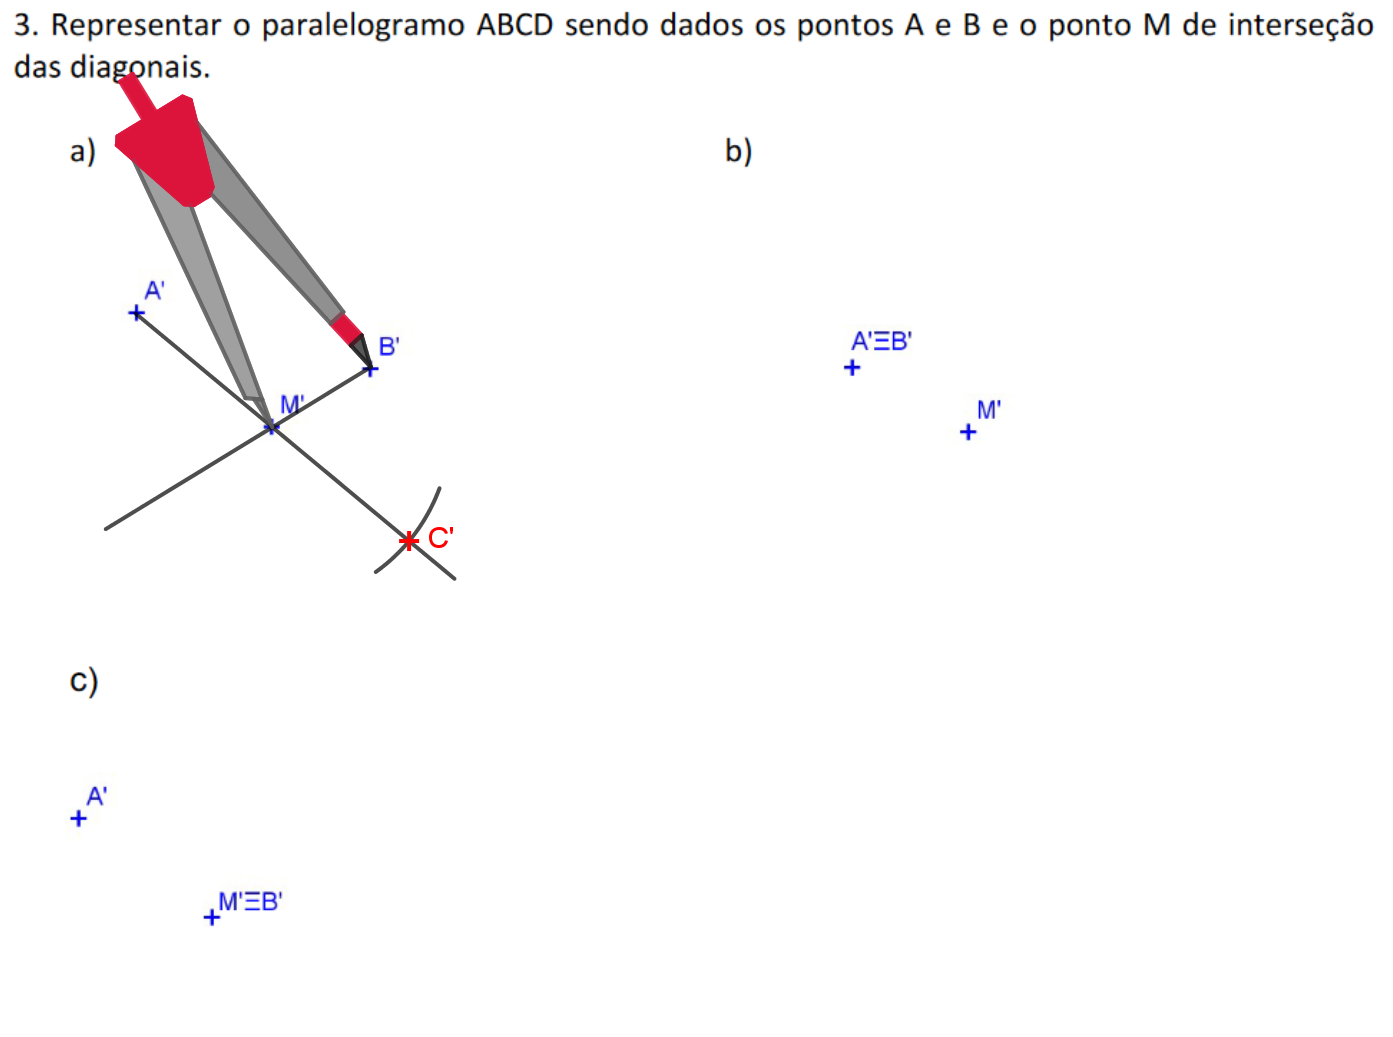 3. Representar o paralelogramo ABCD sendo dados os pontos A e B e o ponto M de interseção
das diagonais.
a)
b)
A'
B'
M'
C'
A'ΞB'
M'
c)
A'
M'ΞB'